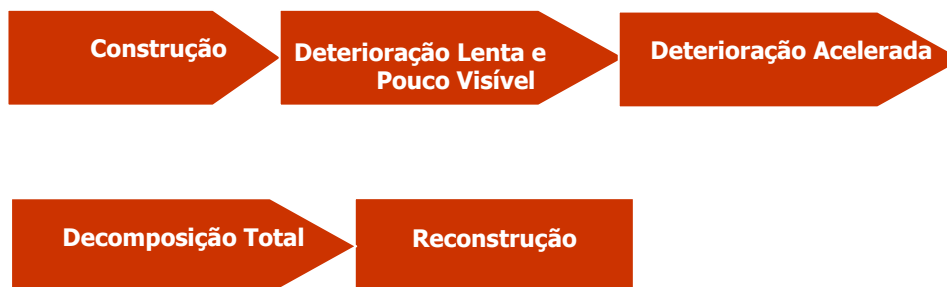 Construção
Deterioração Lenta e
Pouco Visível
Deterioração Acelerada
Decomposição Total
Reconstrução